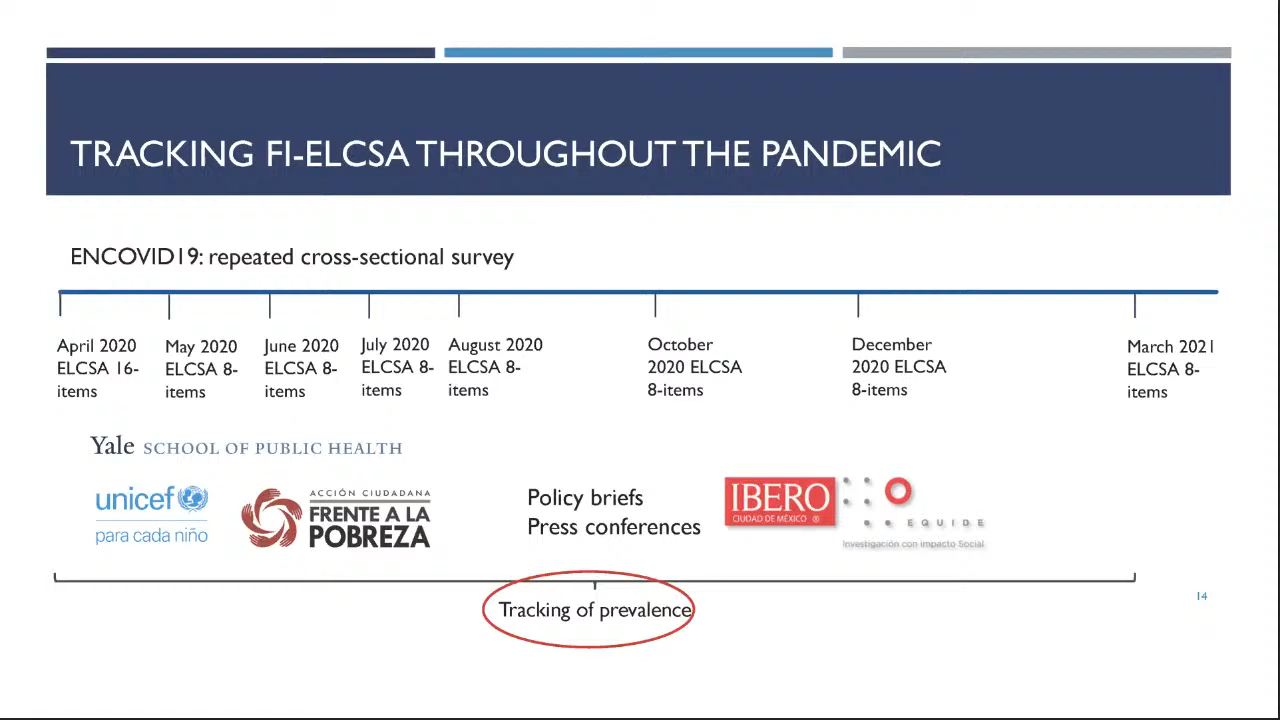 TRACKING FI-ELCSA THROUGHOUT THE PANDEMIC
ENCOVID19: repeated cross-sectional survey
April 2020
ELCSA 16-
items
May 2020
ELCSA 8-
items
June 2020
ELCSA 8-
items
July 2020
ELCSA 8-
items
August 2020
ELCSA 8-
items
October
2020 ELCSA
8-items
December
2020 ELCSA
8-items
March 2021
ELCSA 8-
items
Yale SCHOOL OF PUBLIC HEALTH
unicef
para cada niño
ACCIÓN CIUDADANA
FRENTE A LA
POBREZA
Policy briefs
Press conferences
IBERO
CIUDAD DE MÉXICO ®
EQUIDE
Investigación con impacto Social
Tracking of prevalence
14